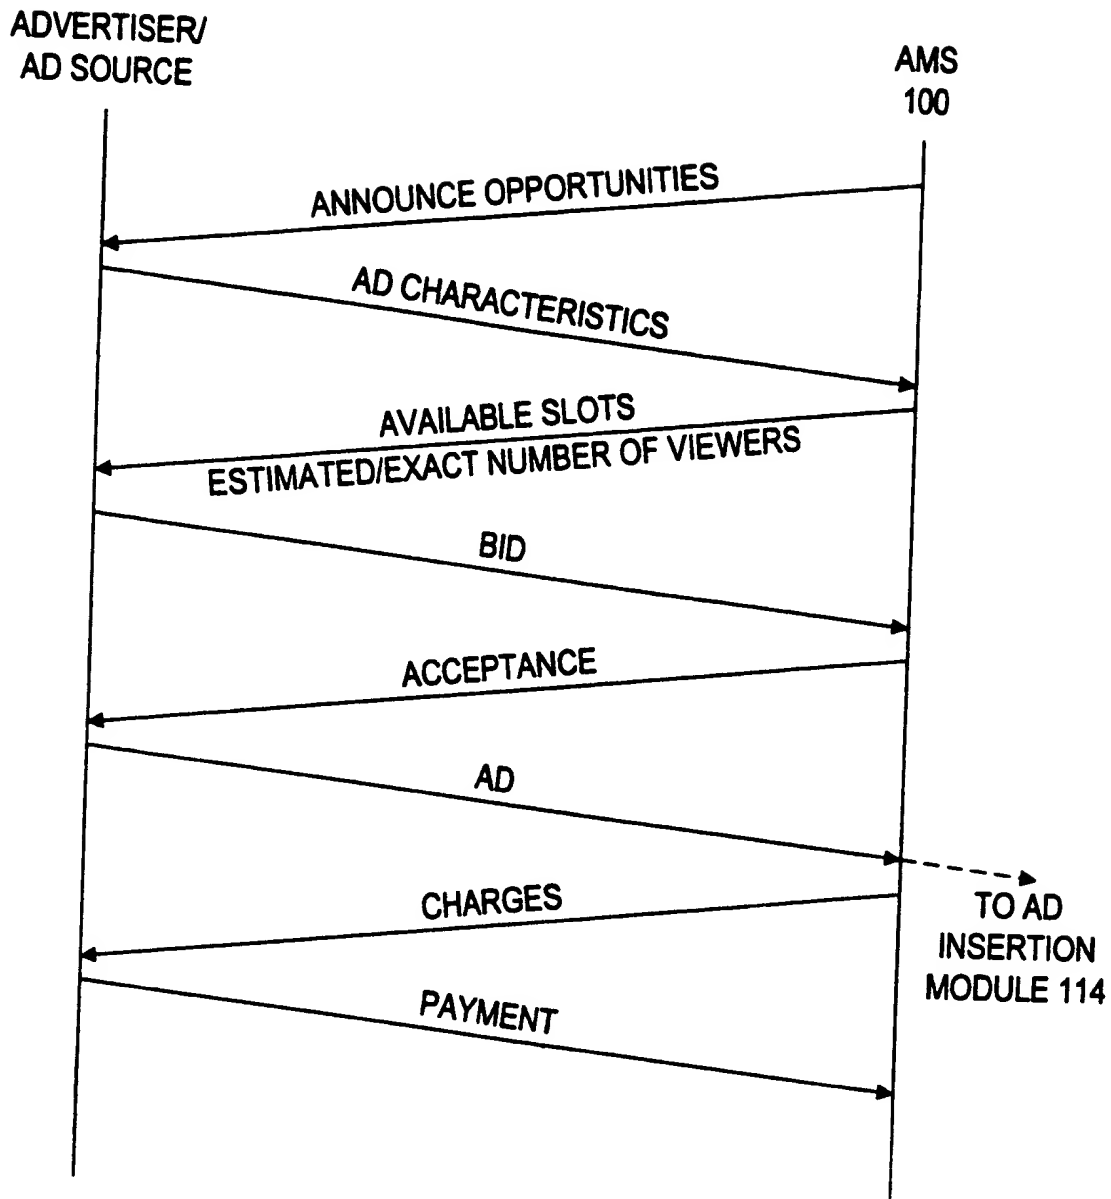 ADVERTISER/
AD SOURCE
AMS
100
ANNOUNCE OPPORTUNITIES
AD CHARACTERISTICS
AVAILABLE SLOTS
ESTIMATED/EXACT NUMBER OF VIEWERS
BID
ACCEPTANCE
AD
CHARGES
TO AD
INSERTION
MODULE 114
PAYMENT